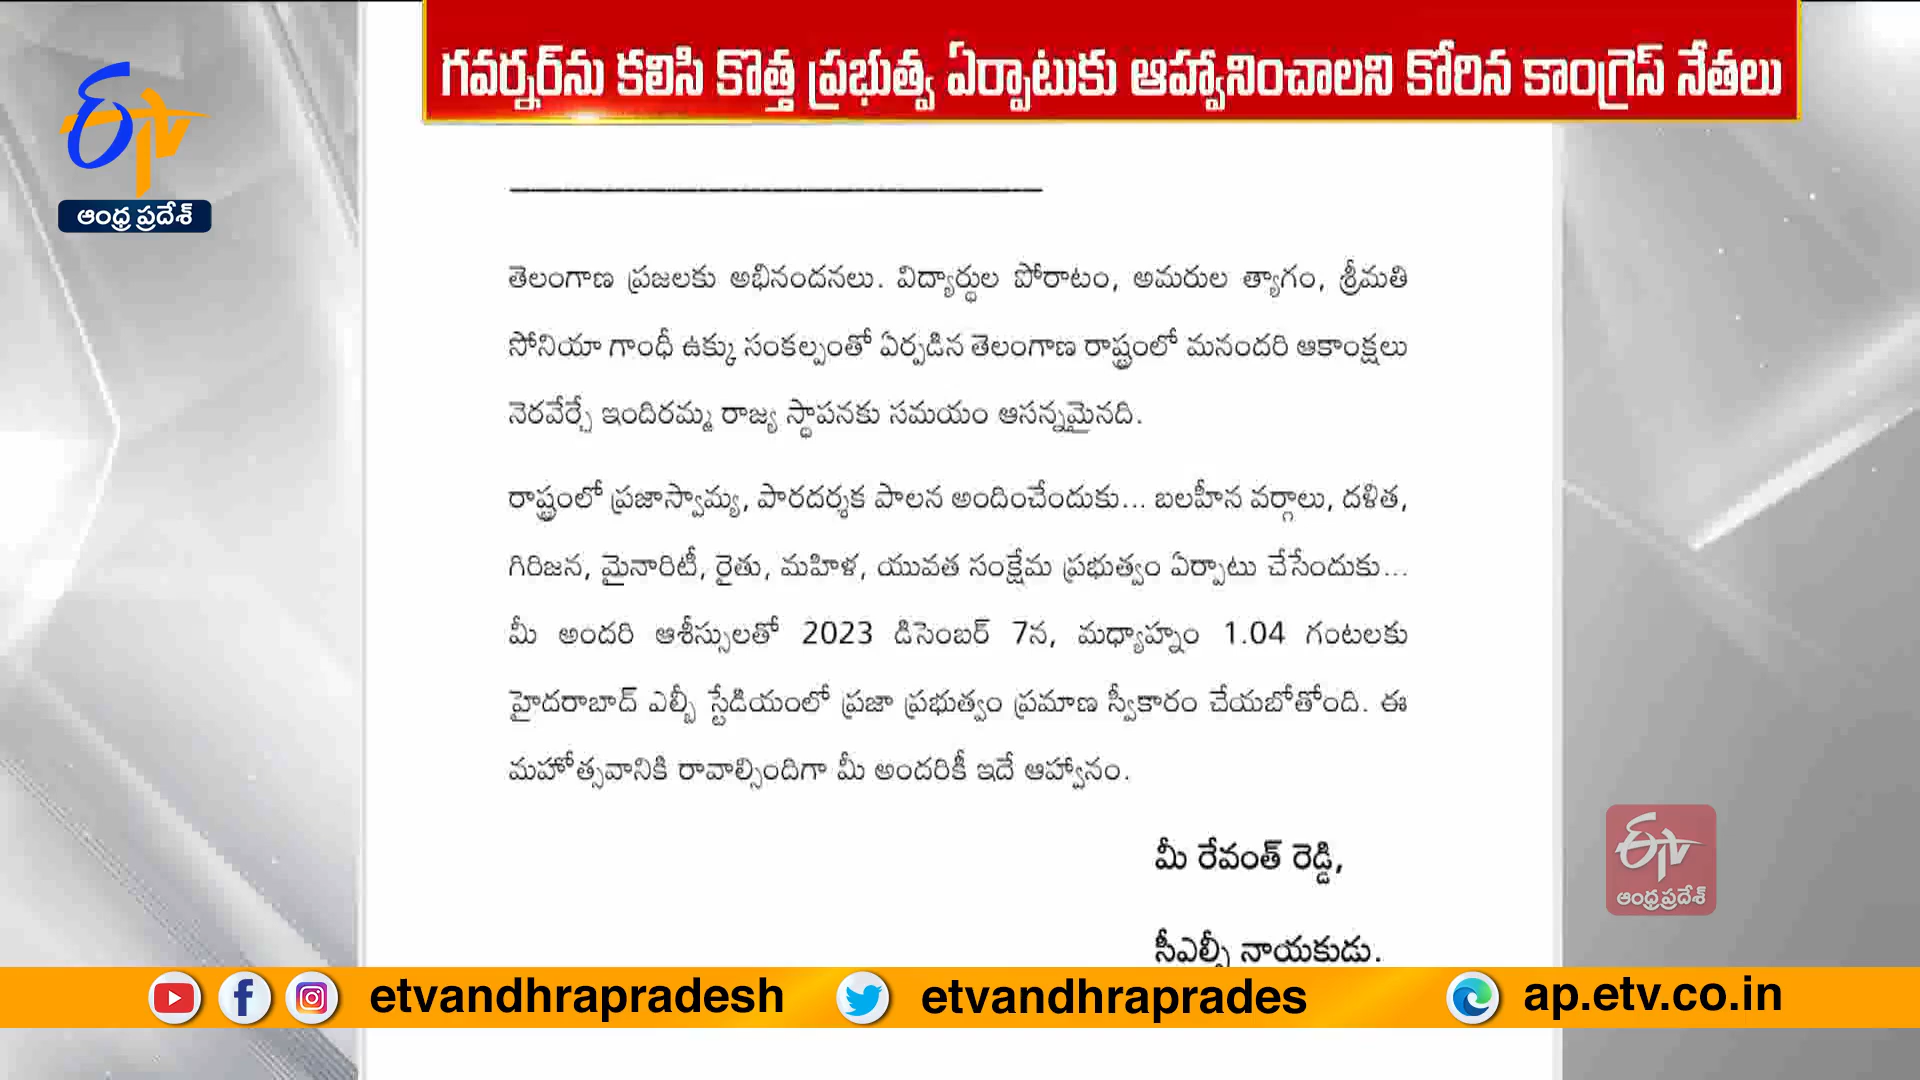 గవర్నర్‌ను కలిసి కొత్త ప్రభుత్వ ఏర్పాటుకు ఆహ్వానించాలని కోరిన కాంగ్రెస్ నేతలు
ఈtv
ఆంధ్ర ప్రదేశ్
తెలంగాణ ప్రజలకు అభినందనలు. విద్యార్థుల పోరాటం, అమరుల త్యాగం, శ్రీమతి
సోనియా గాంధీ ఉక్కు సంకల్పంతో ఏర్పడిన తెలంగాణ రాష్ట్రంలో మనందరి ఆకాంక్షలు
నెరవేర్చే ఇందిరమ్మ రాజ్య స్థాపనకు సమయం ఆసన్నమైనది.
రాష్ట్రంలో ప్రజాస్వామ్య, పారదర్శక పాలన అందించేందుకు... బలహీన వర్గాలు, దళిత,
గిరిజన, మైనారిటీ, రైతు, మహిళ, యువత సంక్షేమ ప్రభుత్వం ఏర్పాటు చేసేందుకు...
మీ అందరి ఆశీస్సులతో 2023 డిసెంబర్ 7న, మధ్యాహ్నం 1.04 గంటలకు
హైదరాబాద్ ఎల్బీ స్టేడియంలో ప్రజా ప్రభుత్వం ప్రమాణ స్వీకారం చేయబోతోంది. ఈ
మహోత్సవానికి రావాల్సిందిగా మీ అందరికీ ఇదే ఆహ్వానం.
మీ రేవంత్ రెడ్డి,
సీఎల్పీ నాయకుడు.
ఈtv
ఆంధ్రప్రదేశ్
etvandhrapradesh
etvandhraprades
ap.etv.co.in